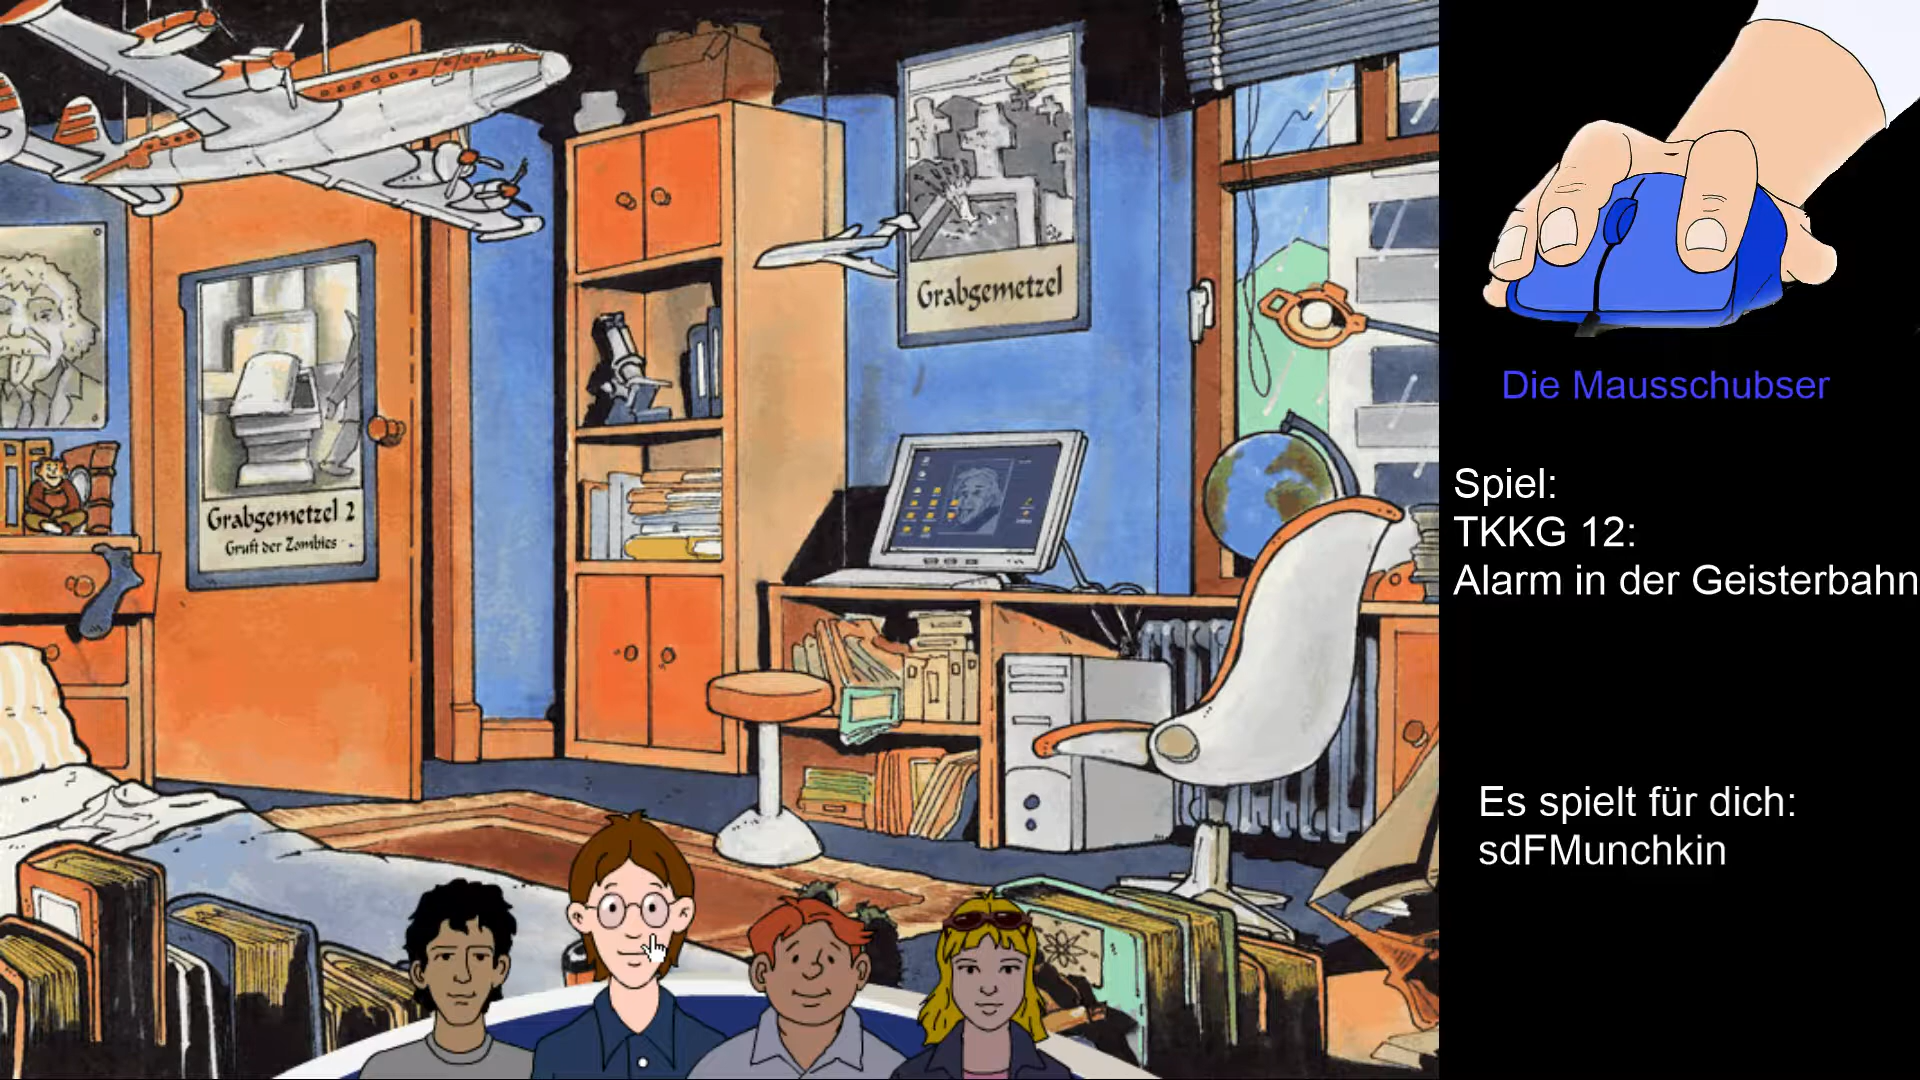 Grabgemetzel
Grabgemetzel 2
Gruft der Zombies
Die Mausschubser
Spiel:
TKKG 12:
Alarm in der Geisterbahn
Es spielt für dich:
sdFMunchkin